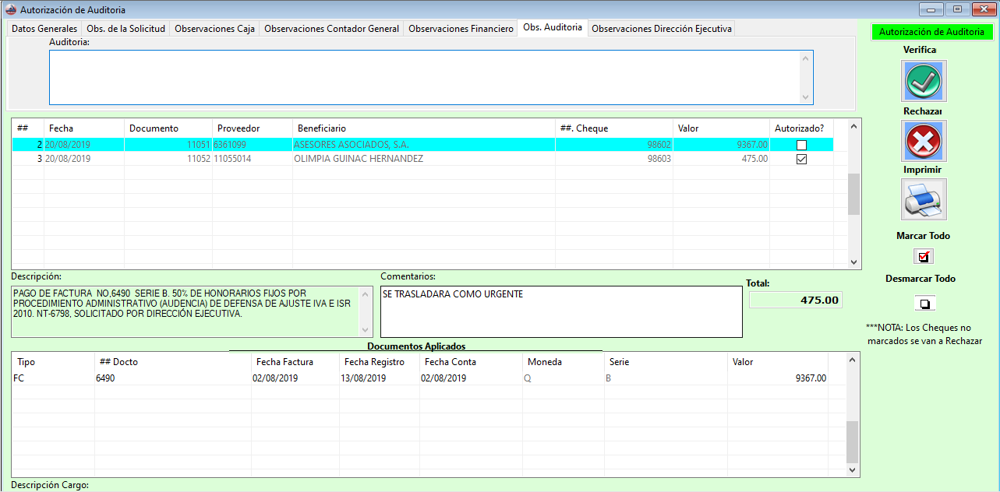 Autorización de Auditoria
Datos Generales Obs. de la Solicitud Observaciones Caja Observaciones Contador General Observaciones Financiero Obs. Auditoria Observaciones Dirección Ejecutiva
Autorización de Auditoria
Auditoria:
Verifica
Rechazar
Imprimir
Marcar Todo
Desmarcar Todo
***NOTA: Los Cheques no
marcados se van a Rechazar
## Fecha Documento Proveedor Beneficiario ##. Cheque Valor Autorizado?
2 20/08/2019 11051 6361099 ASESORES ASOCIADOS, S.A. 98602 9367.00
3 20/08/2019 11052 11055014 OLIMPIA GUINAC HERNANDEZ 98603 475.00
Descripción:
PAGO DE FACTURA NO,6490 SERIE B. 50% DE HONORARIOS FIJOS POR
PROCEDIMIENTO ADMINISTRATIVO (AUDENCIA) DE DEFENSA DE AJUSTE IVA E ISR
2010. NT-6798, SOLICITADO POR DIRECCIÓN EJECUTIVA.
Comentarios:
SE TRASLADARA COMO URGENTE
Total:
475.00
Documentos Aplicados
Tipo ## Docto Fecha Factura Fecha Registro Fecha Conta Moneda Serie Valor
FC 6490 02/08/2019 13/08/2019 02/08/2019 Q B 9367.00
Descripción Cargo: